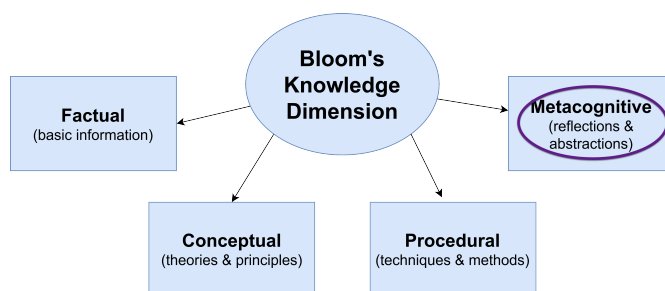 Bloom's
Knowledge
Dimension
Factual
(basic information)
Metacognitive
(reflections &
abstractions)
Conceptual
(theories & principles)
Procedural
(techniques & methods)